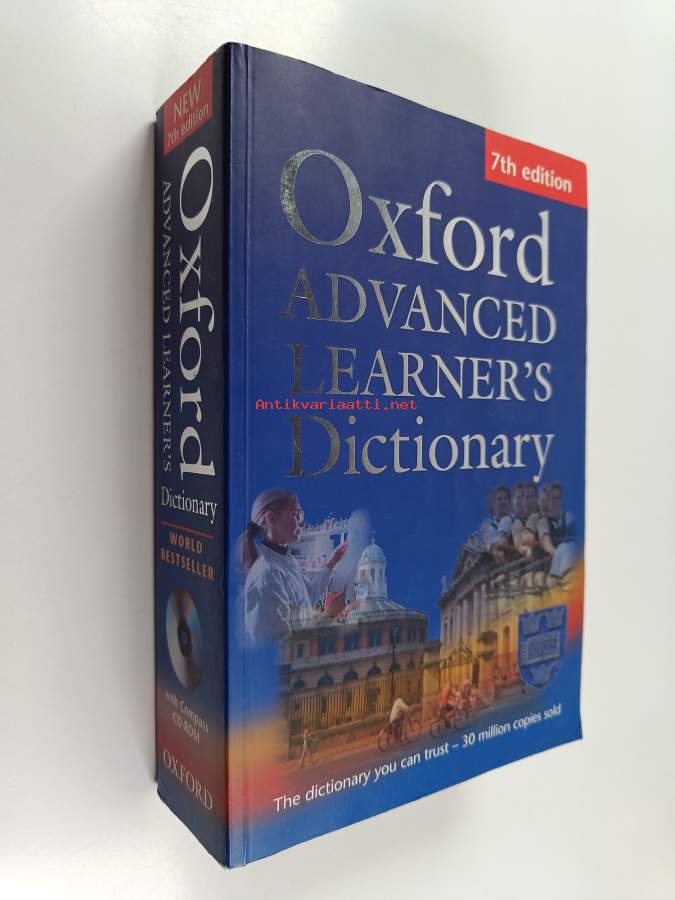 NEW
7th edition
Oxford
ADVANCED LEARNER'S
Dictionary
WORLD
BESTSELLER
with Compass
CD-ROM
OXFORD
7th edition
Oxford
ADVANCED
LEARNER'S
Antikvariaatti.net
Dictionary
The dictionary you can trust – 30 million copies sold